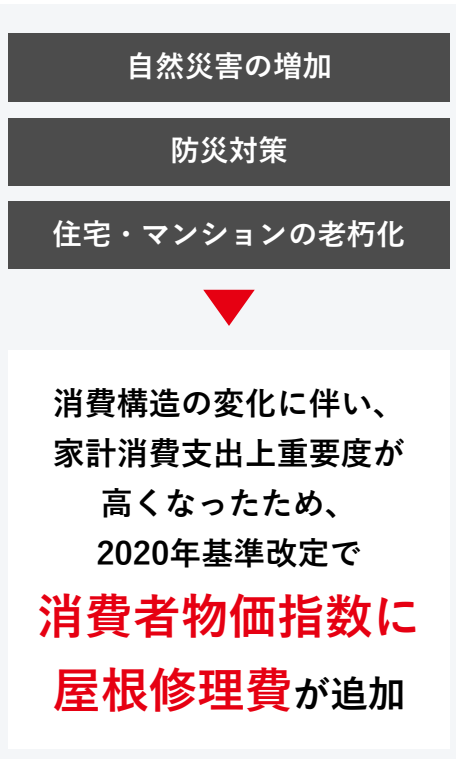 自然災害の増加
防災対策
住宅・マンションの老朽化
消費構造の変化に伴い、
家計消費支出上重要度が
高くなったため、
2020年基準改定で
消費者物価指数に
屋根修理費が追加